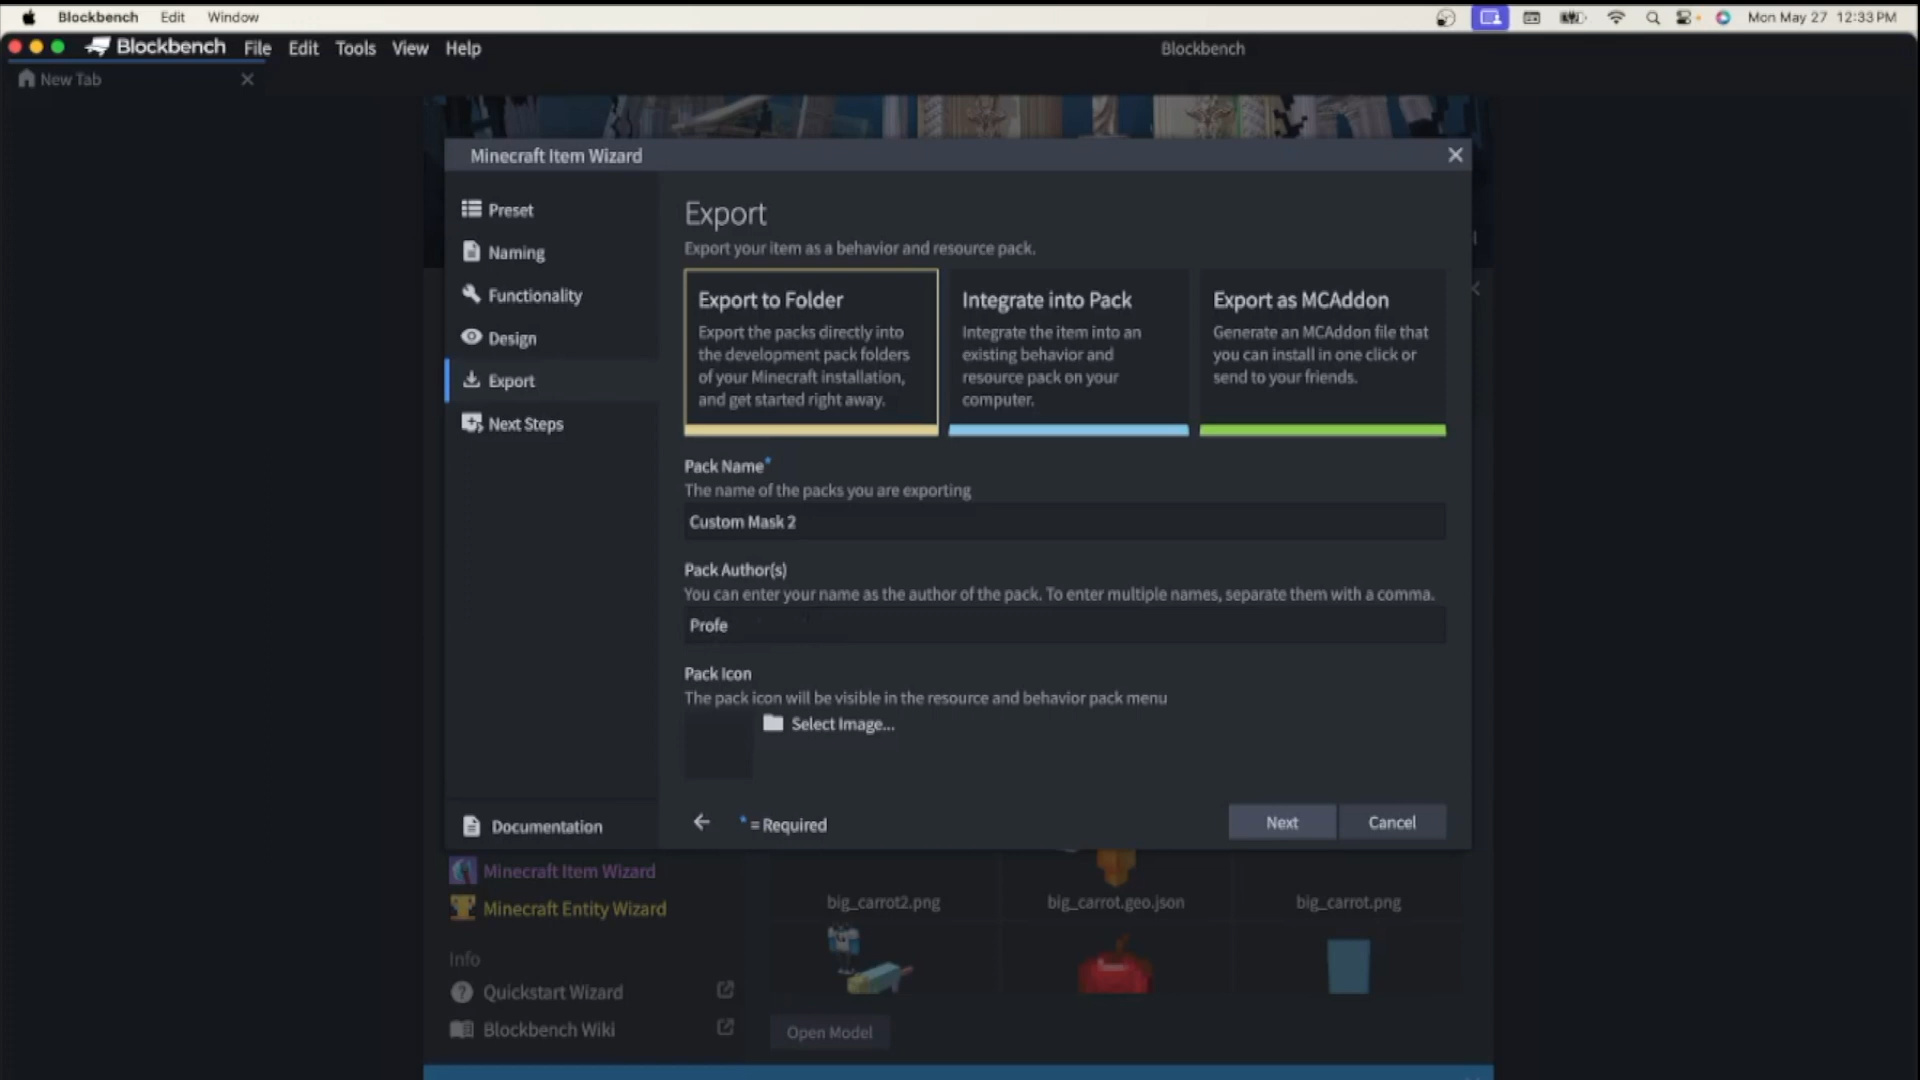 Blockbench Edit Window
Mon May 27 12:33 PM
Blockbench File Edit Tools View Help
Blockbench
New Tab
Minecraft Item Wizard
Preset
Naming
Functionality
Design
Export
Next Steps
Documentation
Export
Export your item as a behavior and resource pack.
Export to Folder
Export the packs directly into
the development pack folders
of your Minecraft installation,
and get started right away.
Integrate into Pack
Integrate the item into an
existing behavior and
resource pack on your
computer.
Export as MCAddon
Generate an MCAddon file that
you can install in one click or
send to your friends.
Pack Name*
The name of the packs you are exporting
Custom Mask 2
Pack Author(s)
You can enter your name as the author of the pack. To enter multiple names, separate them with a comma.
Profe
Pack Icon
The pack icon will be visible in the resource and behavior pack menu
Select Image...
* = Required
Next
Cancel
Minecraft Item Wizard
Minecraft Entity Wizard
Info
Quickstart Wizard
Blockbench Wiki
big_carrot2.png
big_carrot.geo.json
big_carrot.png
Open Model